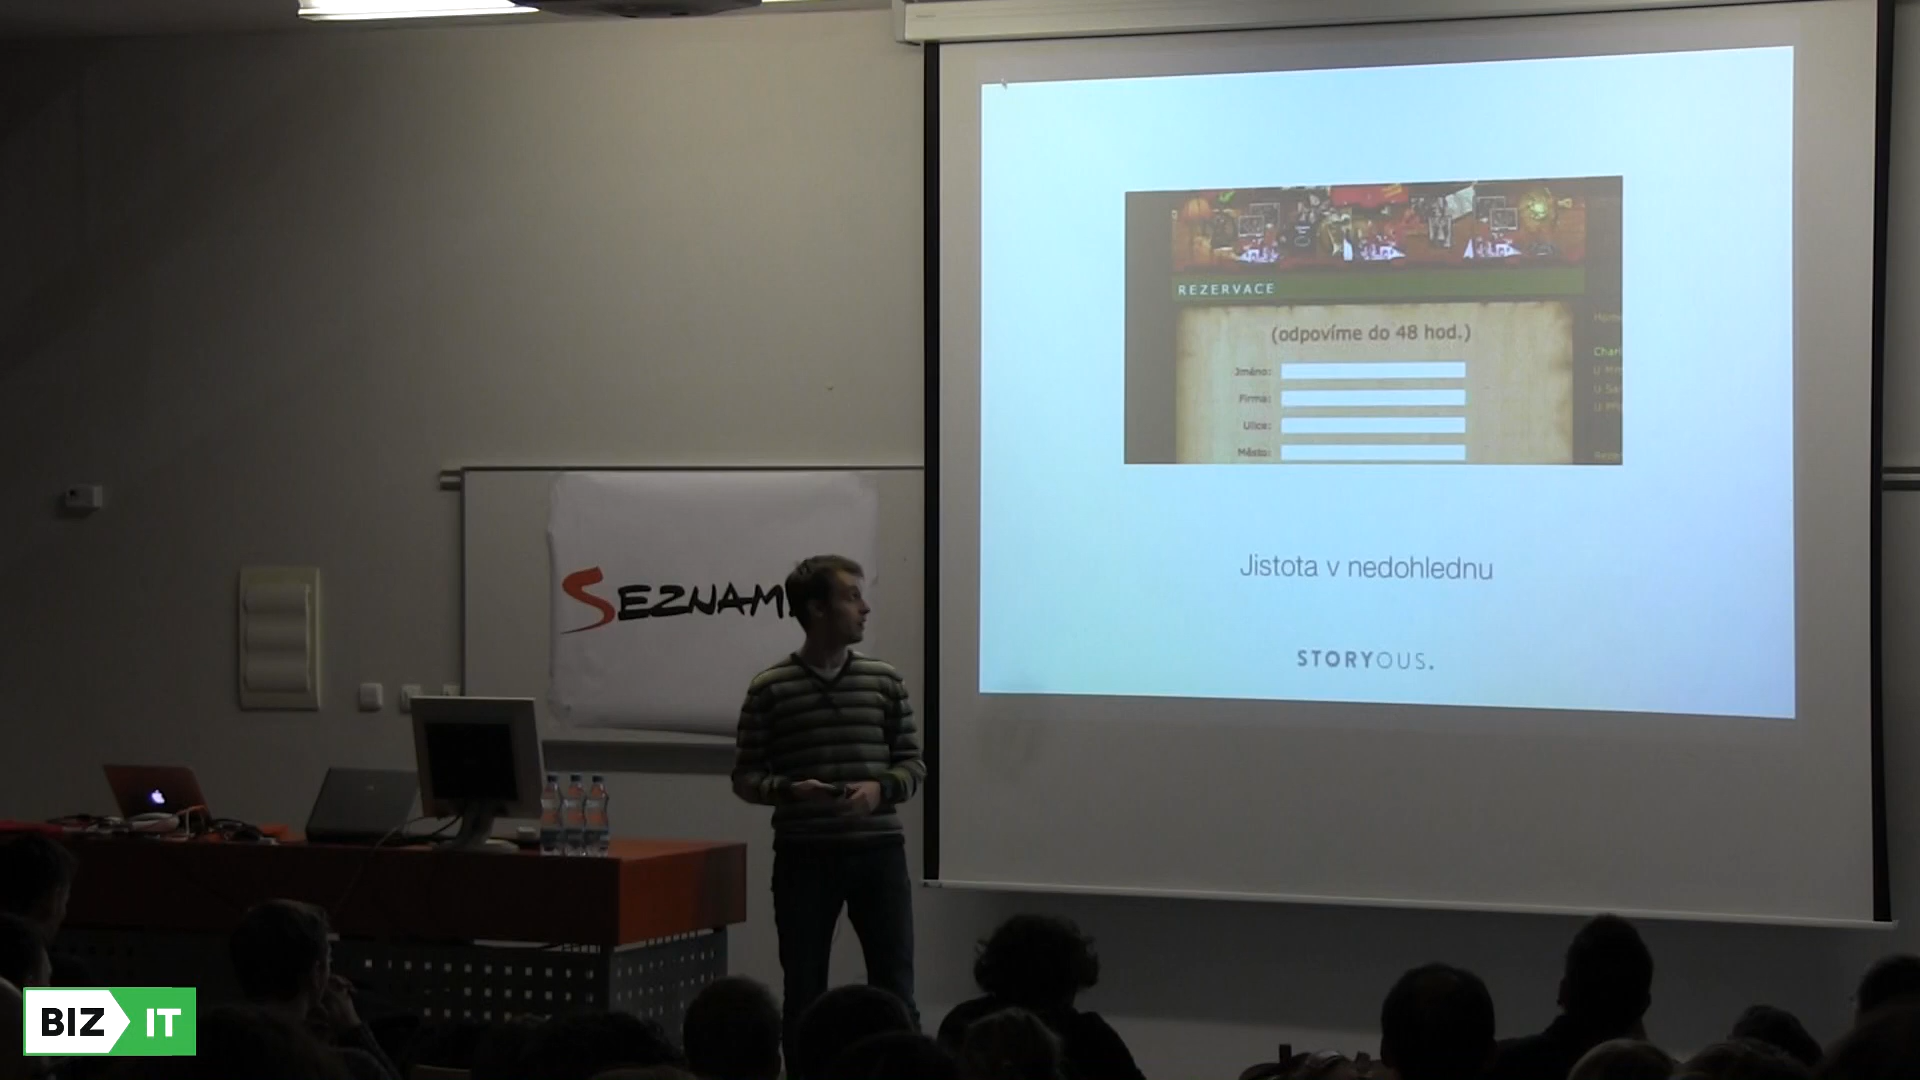 REZERVACE
(odpovíme do 48 hod.)
Jméno:
Firma:
Ulice:
Město:
Jistota v nedohlednu
STORYOUS.
SEZNAM
BIZ IT